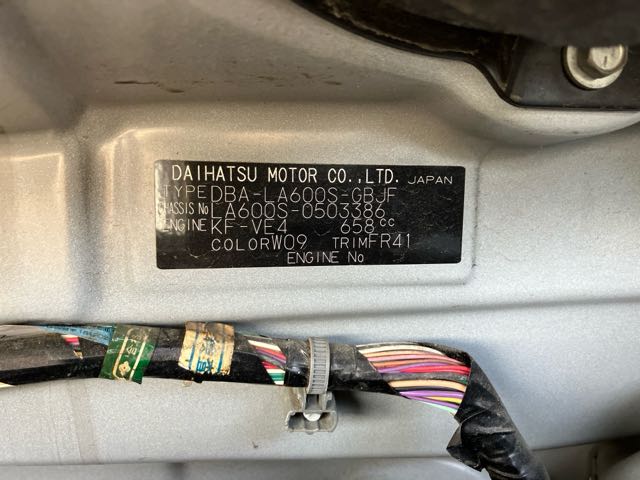 DAIHATSU MOTOR CO.,LTD. JAPAN
TYPE DBA-LA600S-GBJF
CHASSIS No LA600S-0503386
ENGINE KF-VE4 658cc
COLOR W09 TRIM FR41
ENGINE No